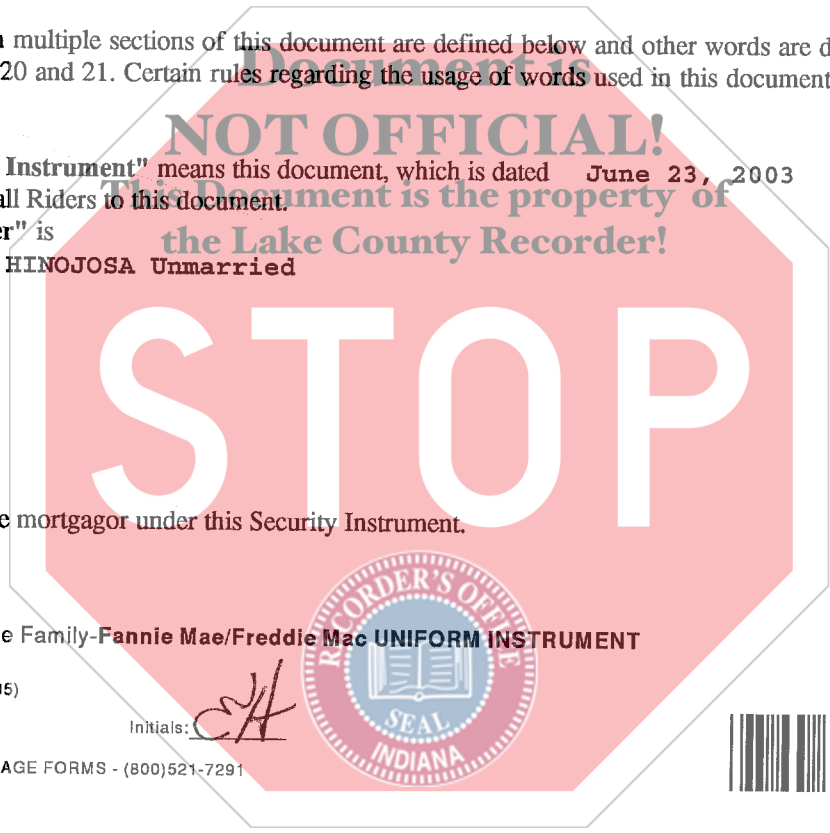 multiple sections of this document are defined below and other words are d
Document is
20 and 21. Certain rules regarding the usage of words used in this document
NOT OFFICIAL!
Instrument" means this document, which is dated June 23, 2003
This Document is the property of
all Riders to this document.
er" is
the Lake County Recorder!
HINOJOSA Unmarried
STOP
e mortgagor under this Security Instrument.
RECORDER'S OFFICE
e Family-Fannie Mae/Freddie Mac UNIFORM INSTRUMENT
05)
SEAL
Initials: EH
INDIANA
AGE FORMS - (800)521-7291